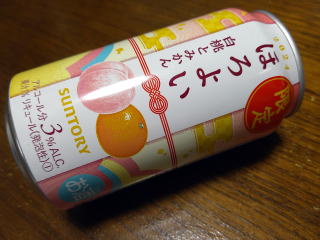 2024
ほろよい
白桃とみかん
限定
SUNTORY
アルコール分 3% ALC.
リキュール(発泡性)①